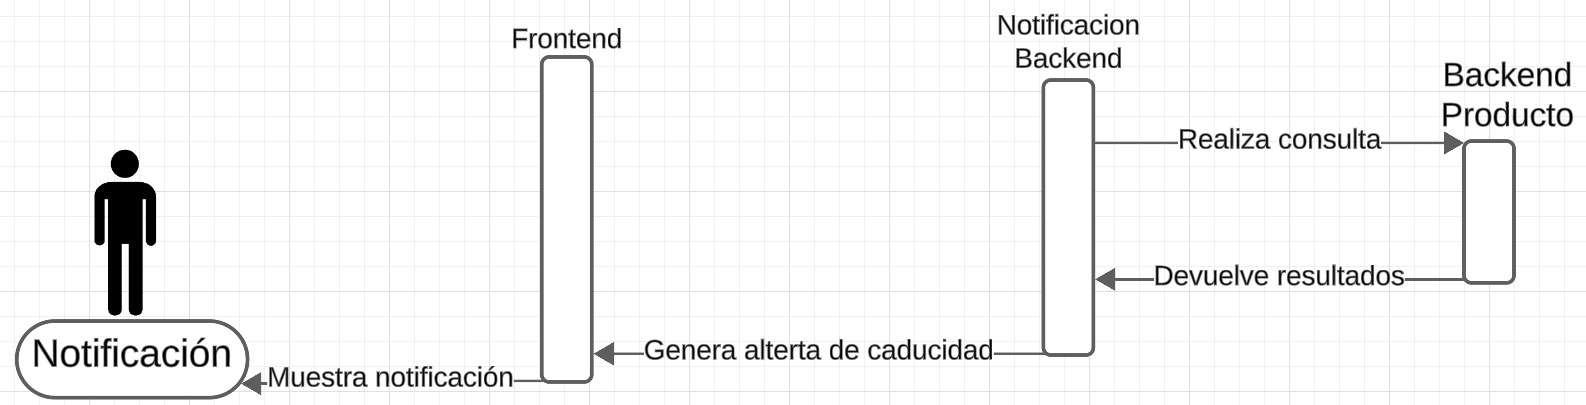 Frontend
Notificacion
Backend
Backend
Producto
Realiza consulta
Devuelve resultados
Genera alterta de caducidad
Notificación
Muestra notificación